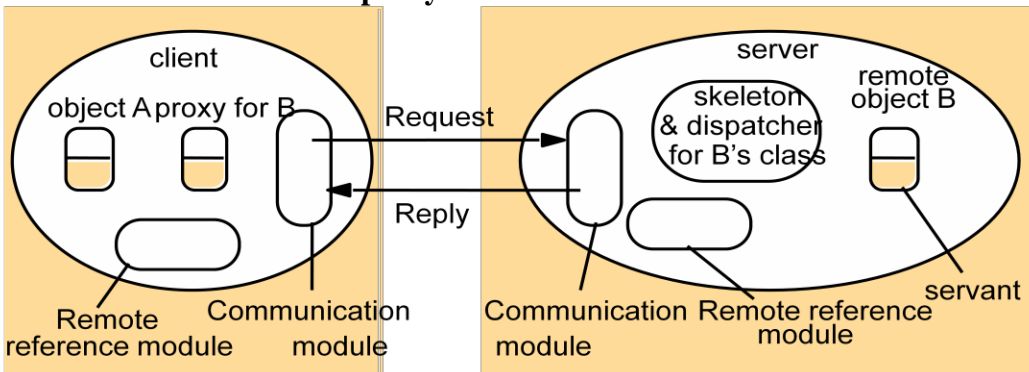 client
object A proxy for B
Remote
reference module
Communication
module
Request
Reply
server
skeleton
& dispatcher
for B's class
remote
object B
Communication
module
Remote reference
module
servant